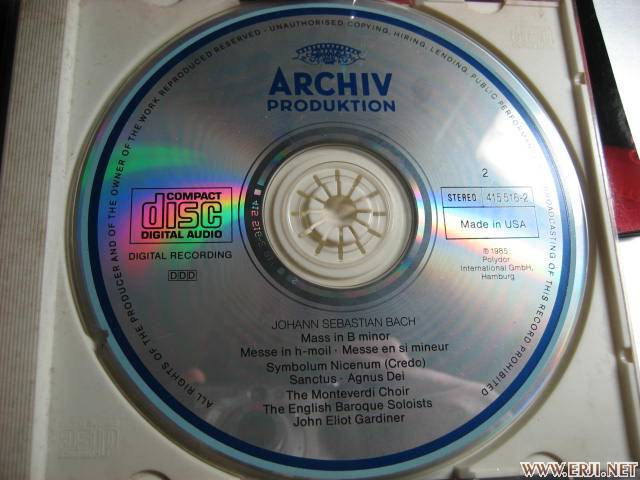 ALL RIGHTS OF THE PRODUCER AND OF THE OWNER OF THE WORK REPRODUCED RESERVED - UNAUTHORISED COPYING, HIRING, LENDING, PUBLIC PERFORMANCE BROADCASTING OF THIS RECORD PROHIBITED
ARCHIV
PRODUKTION
COMPACT
disc
DIGITAL AUDIO
DIGITAL RECORDING
DDD
2
STEREO 415 516-2
Made in USA
℗ 1985
Polydor
International GmbH,
Hamburg
JOHANN SEBASTIAN BACH
Mass in B minor
Messe in h-moll · Messe en si mineur
Symbolum Nicenum (Credo)
Sanctus · Agnus Dei
The Monteverdi Choir
The English Baroque Soloists
John Eliot Gardiner
WWW.ERJI.NET